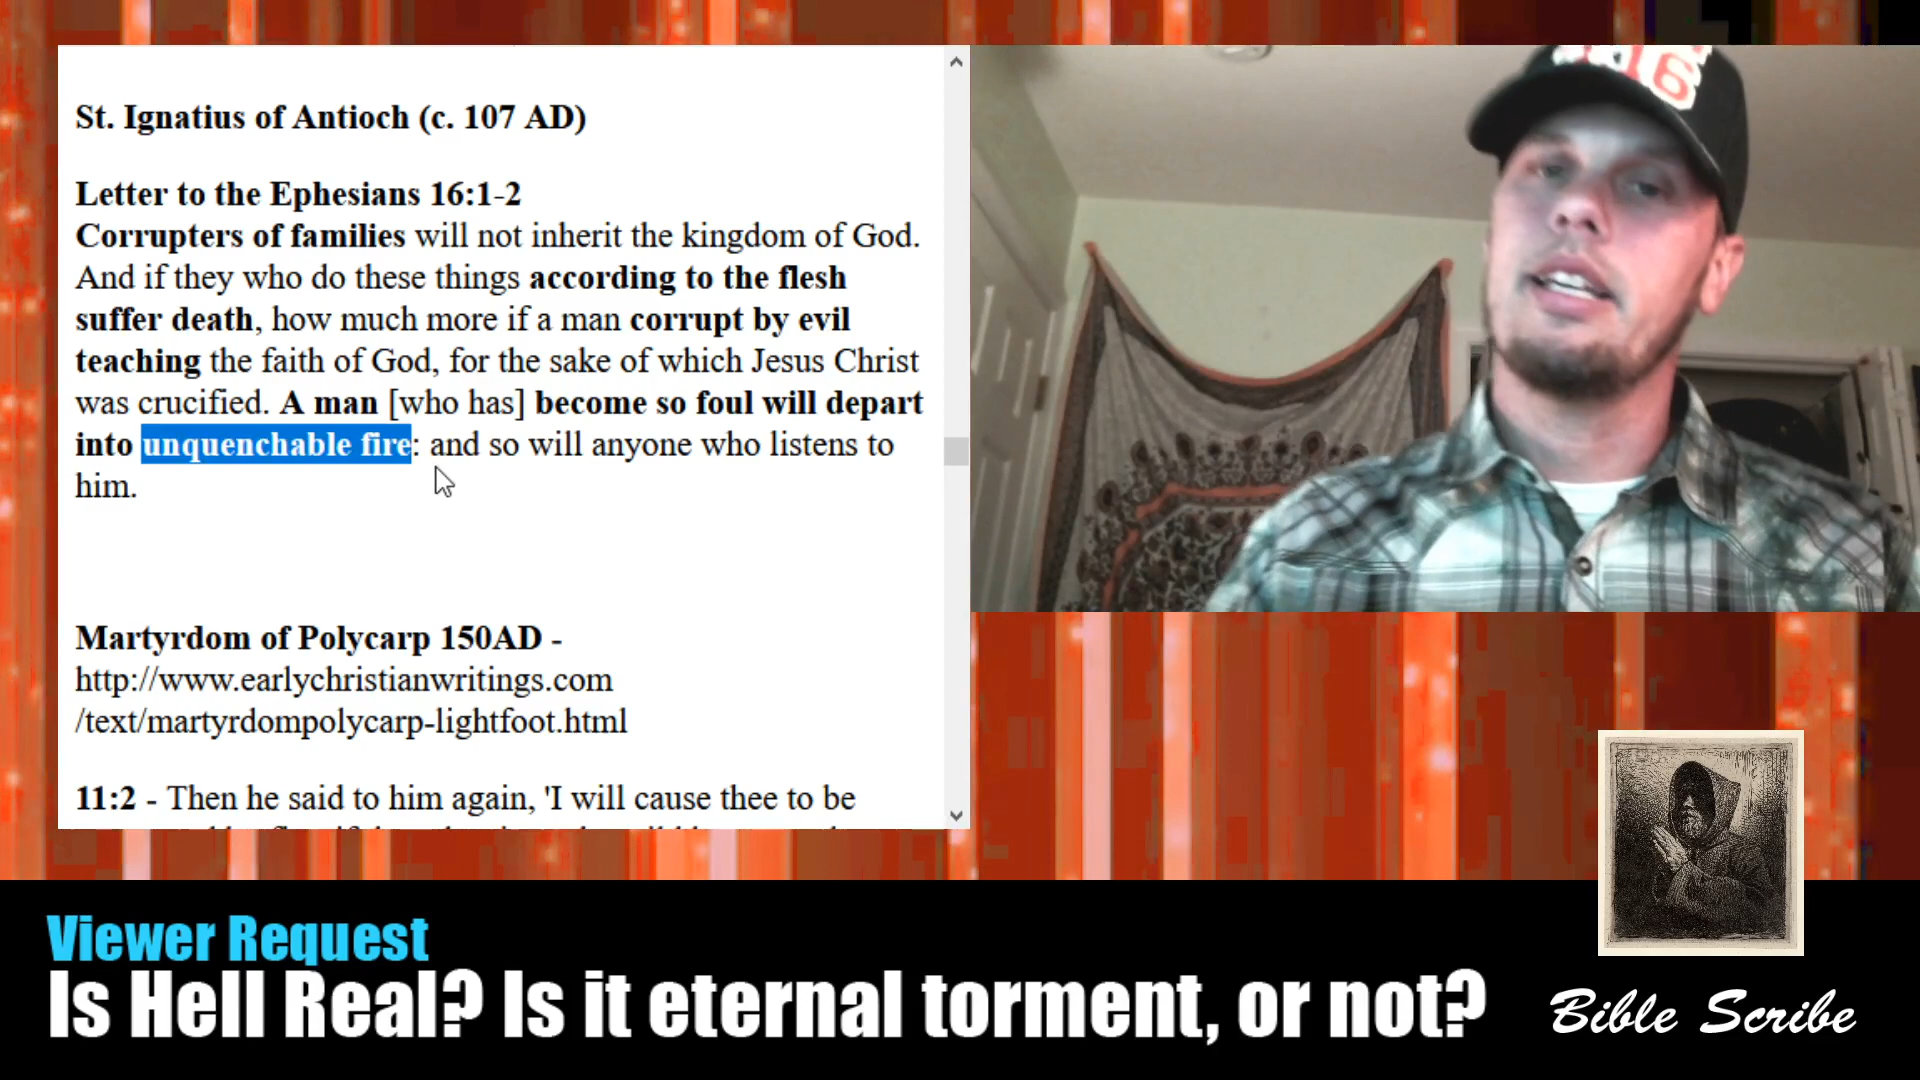 St. Ignatius of Antioch (c. 107 AD)
Letter to the Ephesians 16:1-2
Corrupters of families will not inherit the kingdom of God.
And if they who do these things according to the flesh
suffer death, how much more if a man corrupt by evil
teaching the faith of God, for the sake of which Jesus Christ
was crucified. A man [who has] become so foul will depart
into unquenchable fire: and so will anyone who listens to
him.
Martyrdom of Polycarp 150AD -
http://www.earlychristianwritings.com
/text/martyrdompolycarp-lightfoot.html
11:2 - Then he said to him again, 'I will cause thee to be
16
Viewer Request
Is Hell Real? Is it eternal torment, or not?
Bible Scribe